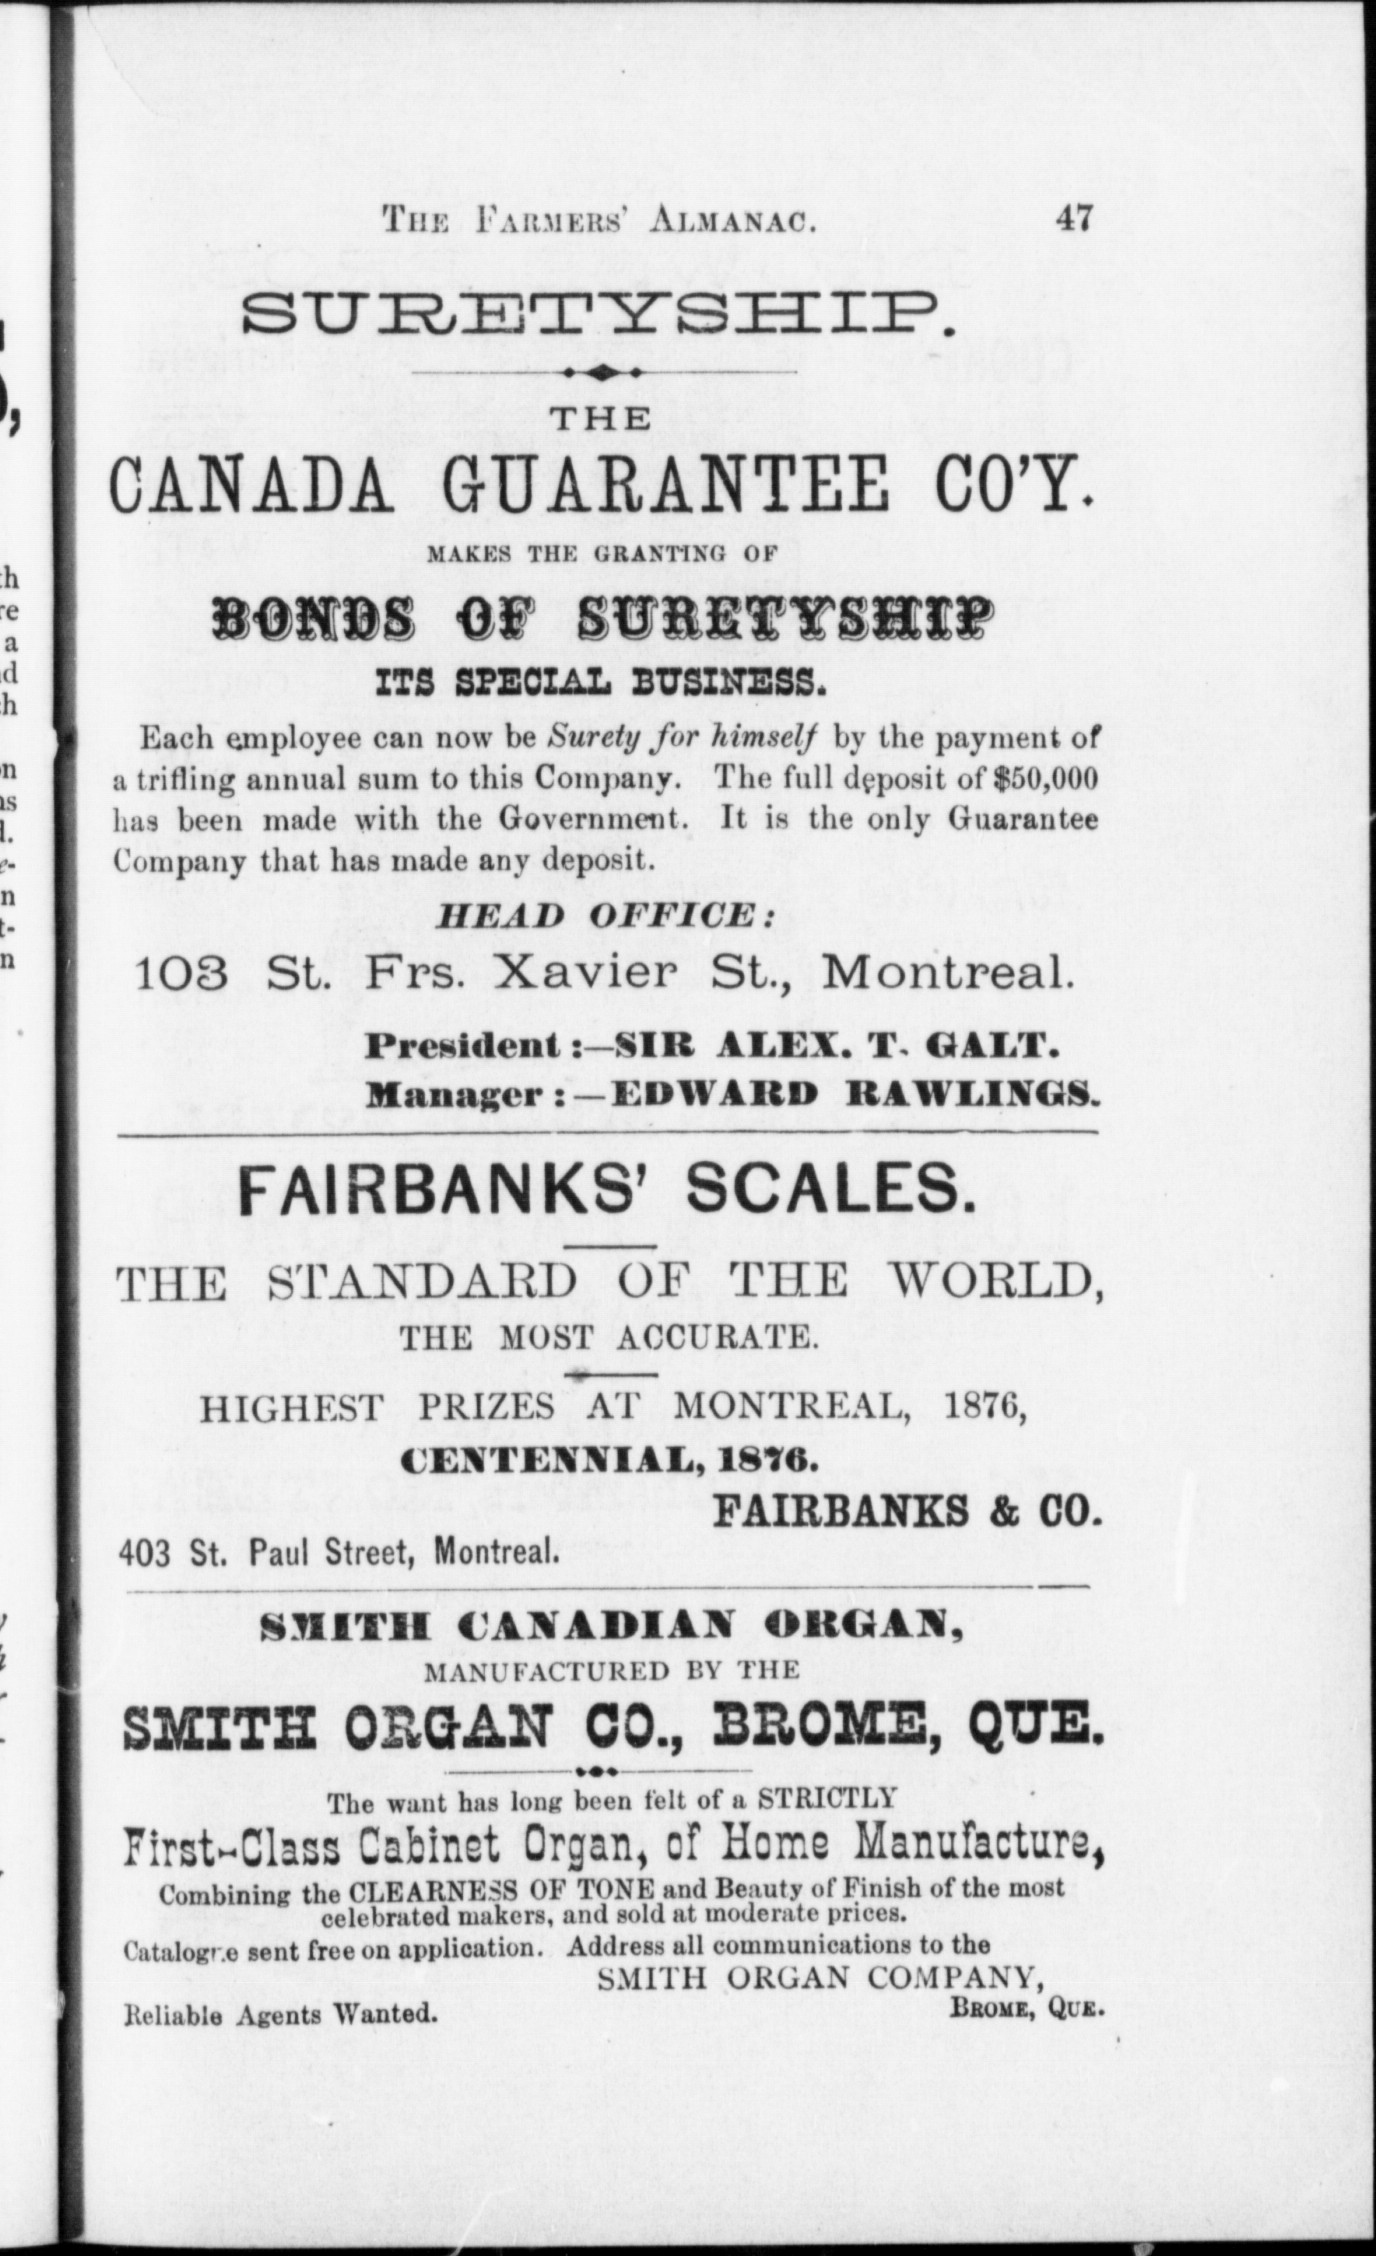 THE FARMERS' ALMANAC. 47
SURETYSHIP.
THE
CANADA GUARANTEE CO'Y.
MAKES THE GRANTING OF
BONDS OF SURETYSHIP
ITS SPECIAL BUSINESS.
Each employee can now be Surety for himself by the payment of
a trifling annual sum to this Company. The full deposit of $50,000
has been made with the Government. It is the only Guarantee
Company that has made any deposit.
HEAD OFFICE:
103 St. Frs. Xavier St., Montreal.
President:—SIR ALEX. T. GALT.
Manager:—EDWARD RAWLINGS.
FAIRBANKS' SCALES.
THE STANDARD OF THE WORLD,
THE MOST ACCURATE.
HIGHEST PRIZES AT MONTREAL, 1876,
CENTENNIAL, 1876.
FAIRBANKS & CO.
403 St. Paul Street, Montreal.
SMITH CANADIAN ORGAN,
MANUFACTURED BY THE
SMITH ORGAN CO., BROME, QUE.
The want has long been felt of a STRICTLY
First-Class Cabinet Organ, of Home Manufacture,
Combining the CLEARNESS OF TONE and Beauty of Finish of the most
celebrated makers, and sold at moderate prices.
Catalogue sent free on application. Address all communications to the
SMITH ORGAN COMPANY,
Reliable Agents Wanted. BROME, QUE.